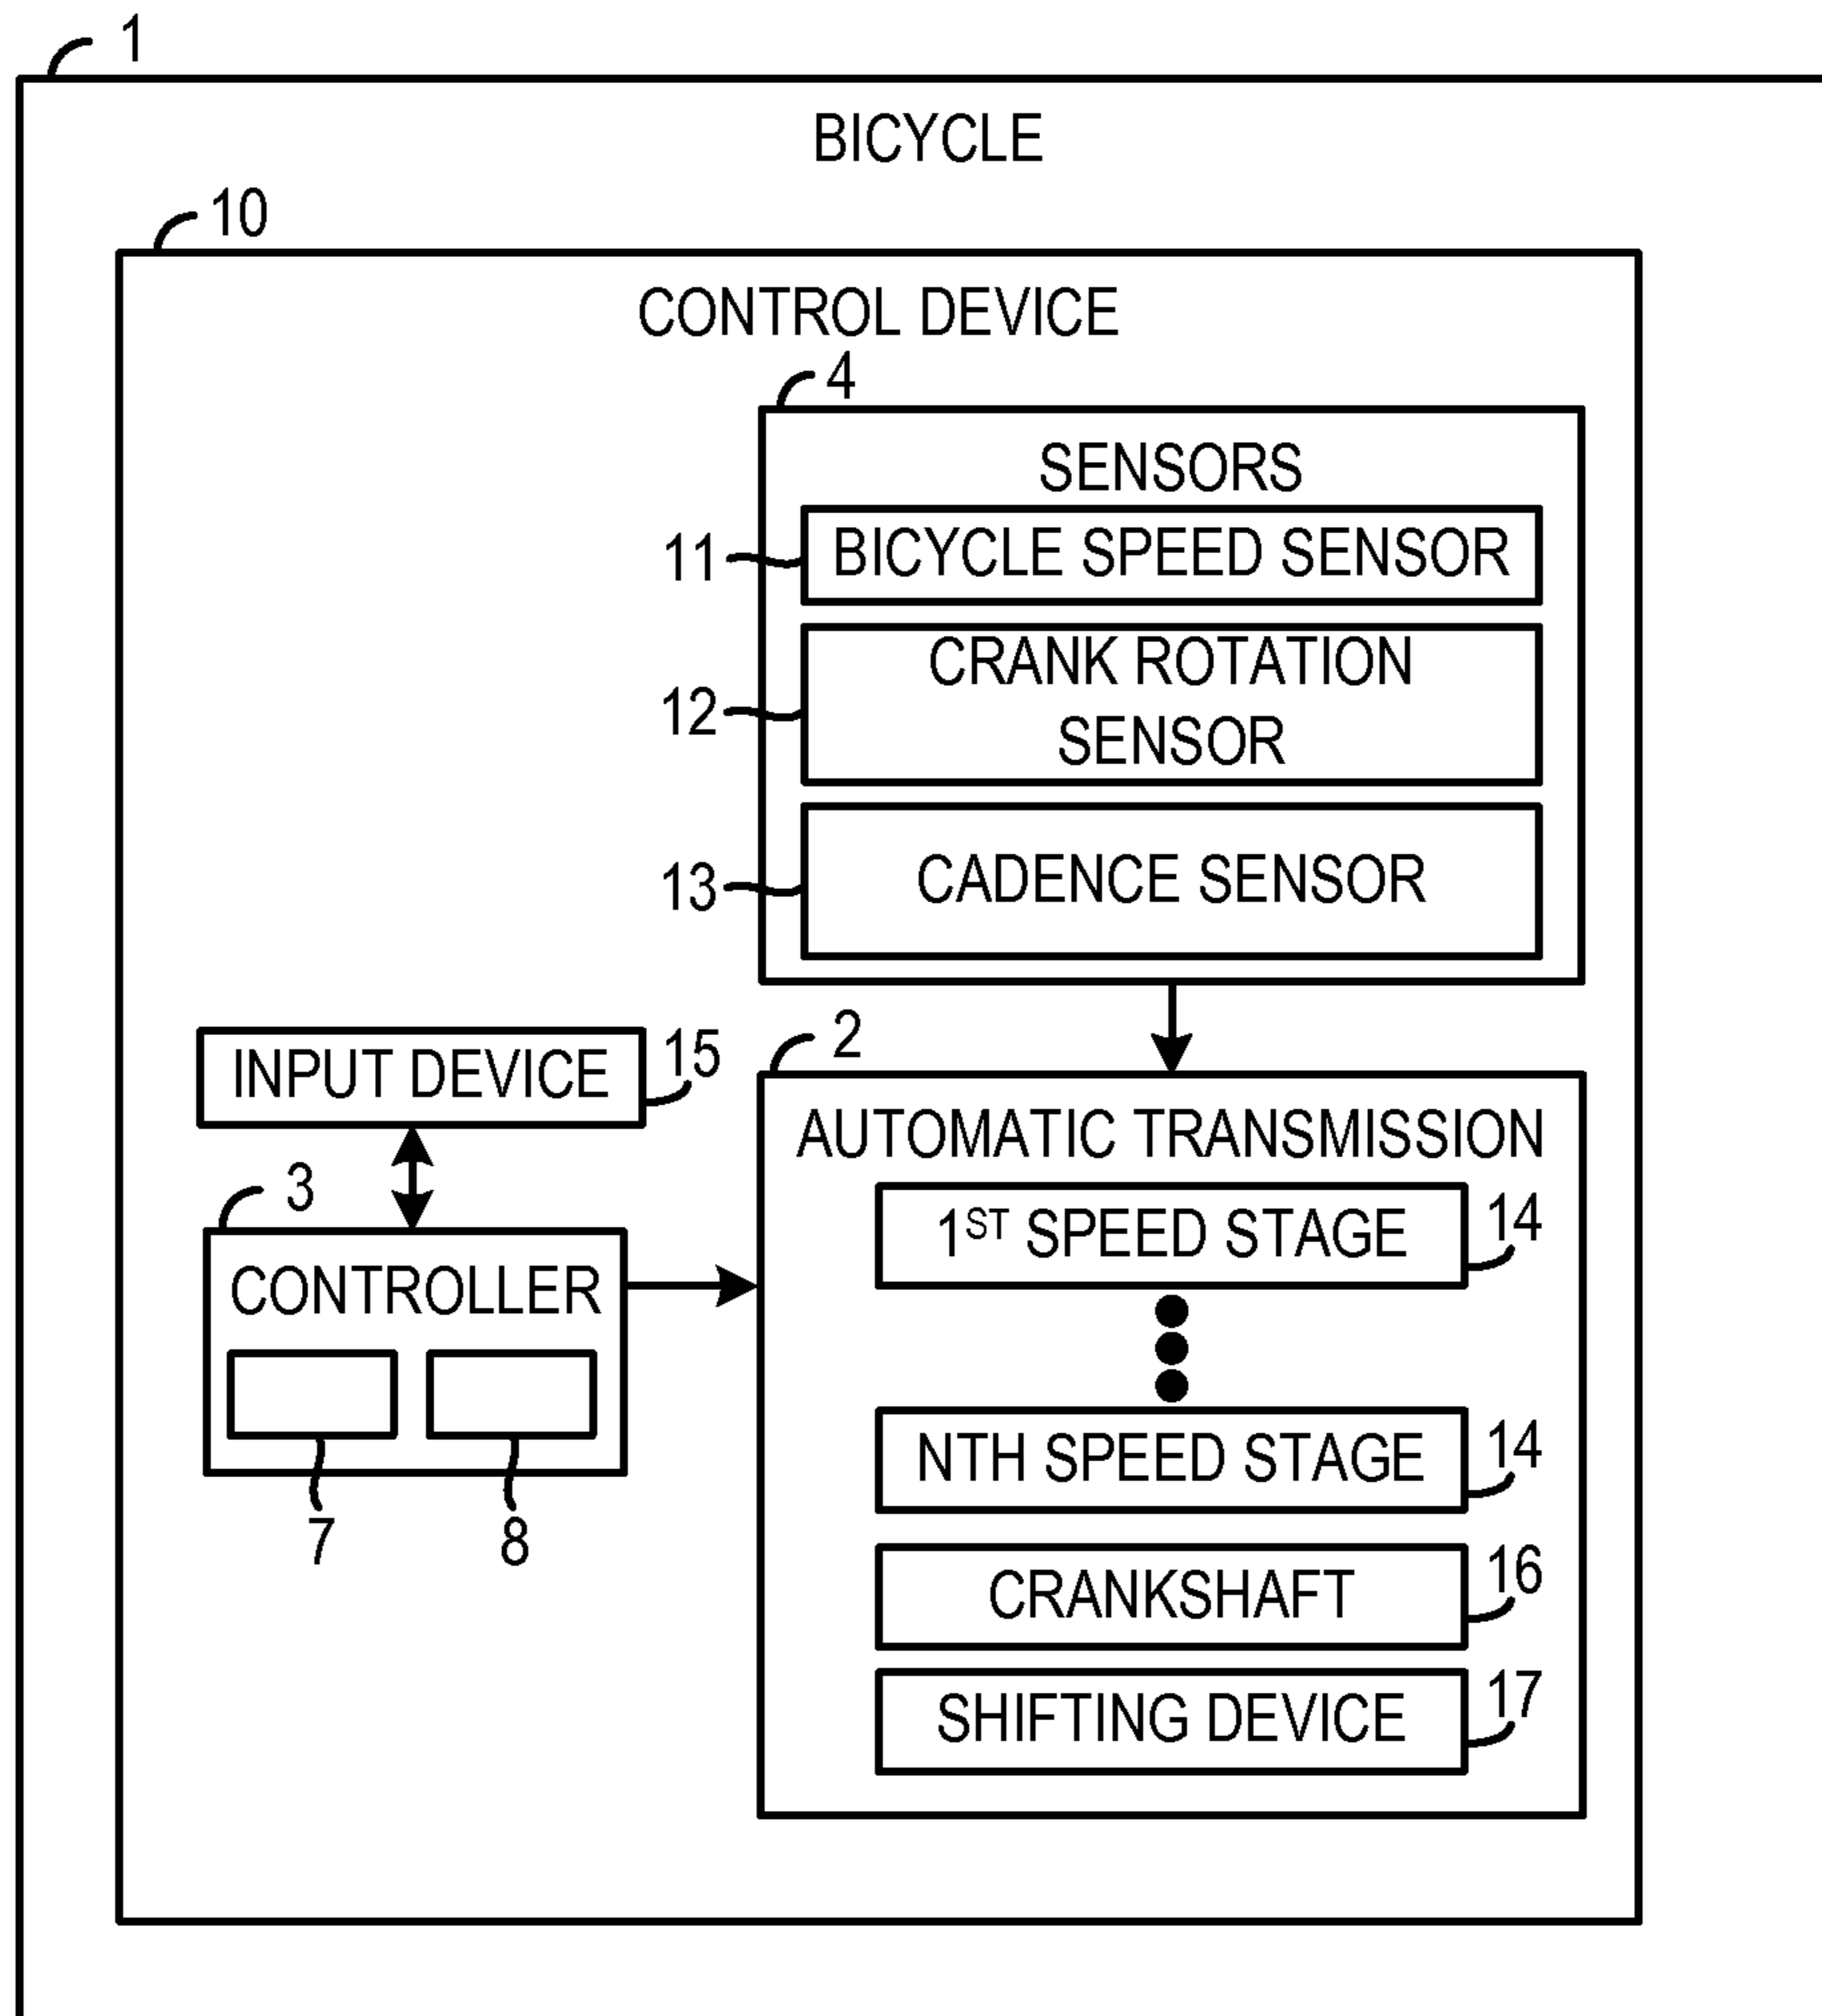 1
BICYCLE
10
CONTROL DEVICE
4
SENSORS
11
BICYCLE SPEED SENSOR
12
CRANK ROTATION
SENSOR
13
CADENCE SENSOR
INPUT DEVICE
15
3
CONTROLLER
7
8
2
AUTOMATIC TRANSMISSION
1ST SPEED STAGE
14
NTH SPEED STAGE
14
CRANKSHAFT
16
SHIFTING DEVICE
17